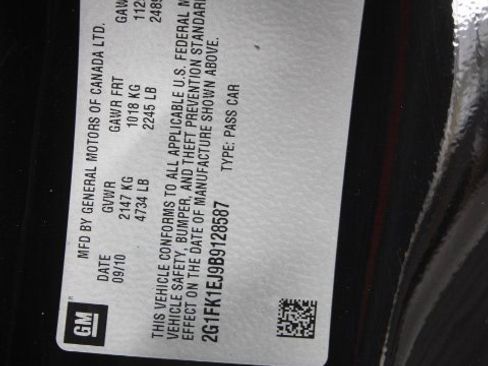 GM
MFD BY GENERAL MOTORS OF CANADA LTD.
DATE GVWR GAWR FRT
09/10 2147 KG 1018 KG
4734 LB 2245 LB
THIS VEHICLE CONFORMS TO ALL APPLICABLE U.S. FEDERAL
VEHICLE SAFETY, BUMPER, AND THEFT PREVENTION
EFFECT ON THE DATE OF MANUFACTURE SHOWN ABOVE.
2G1FK1EJ9B9128587 TYPE: PASS CAR